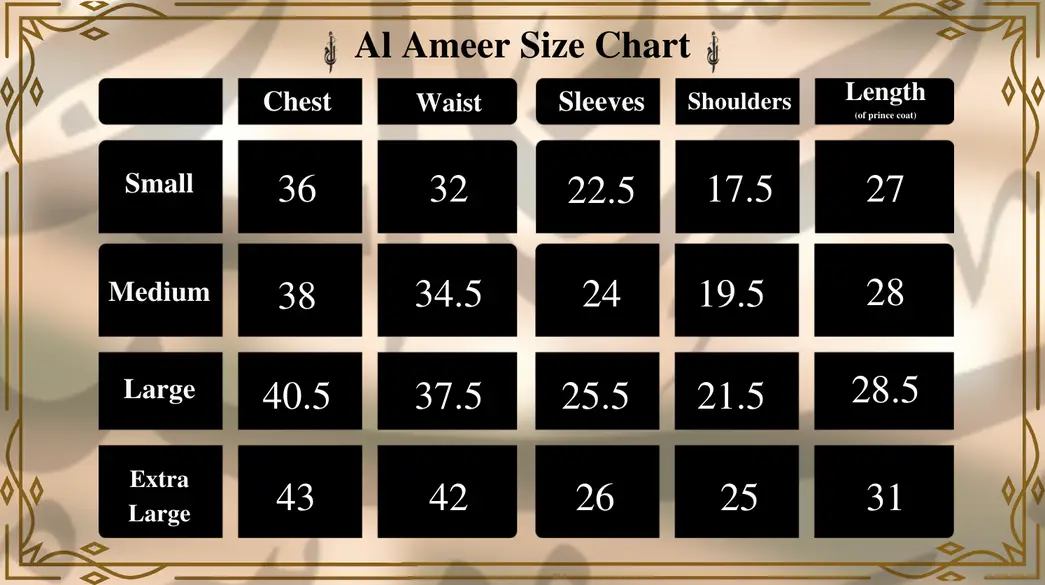 Al Ameer Size Chart
Chest Waist Sleeves Shoulders Length
(of prince coat)
Small 36 32 22.5 17.5 27
Medium 38 34.5 24 19.5 28
Large 40.5 37.5 25.5 21.5 28.5
Extra
Large 43 42 26 25 31